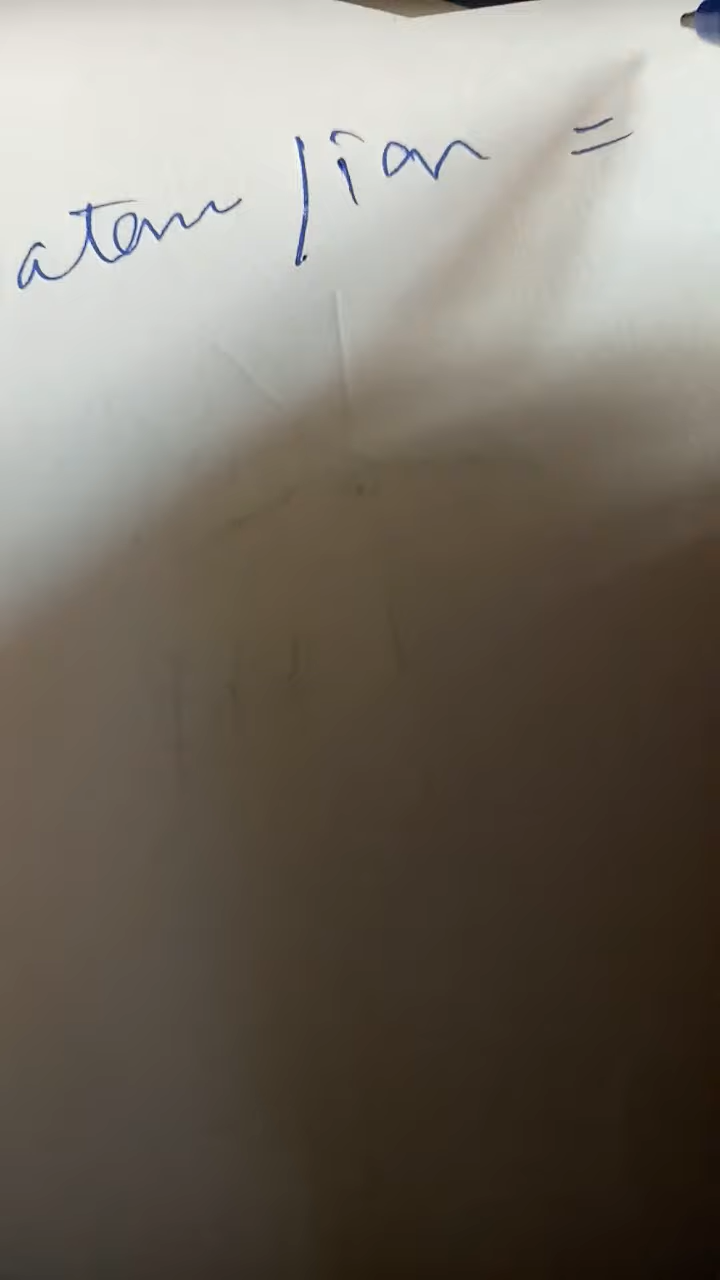 atom / ion =